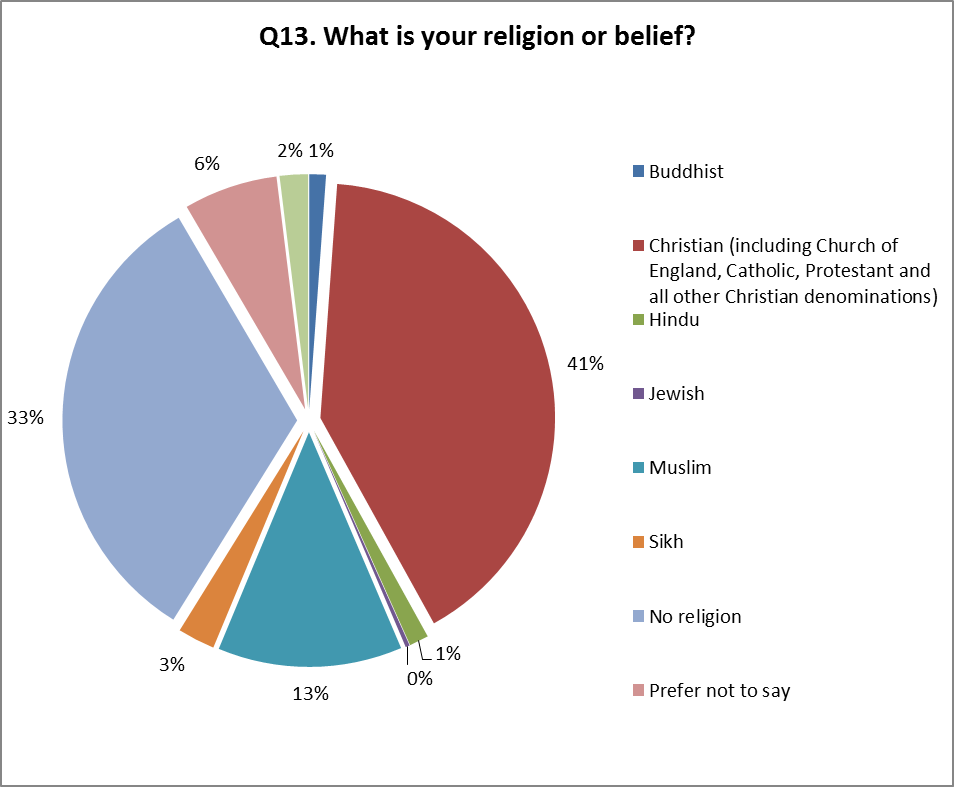 Q13. What is your religion or belief?
2% 1%
6%
41%
33%
1%
0%
3%
13%
Buddhist
Christian (including Church of
England, Catholic, Protestant and
all other Christian denominations)
Hindu
Jewish
Muslim
Sikh
No religion
Prefer not to say